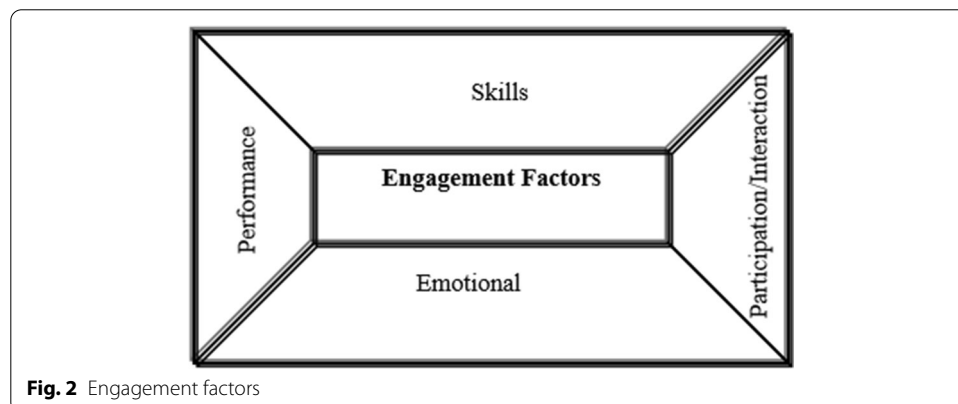 Skills
Performance
Engagement Factors
Participation/Interaction
Emotional
Fig. 2 Engagement factors